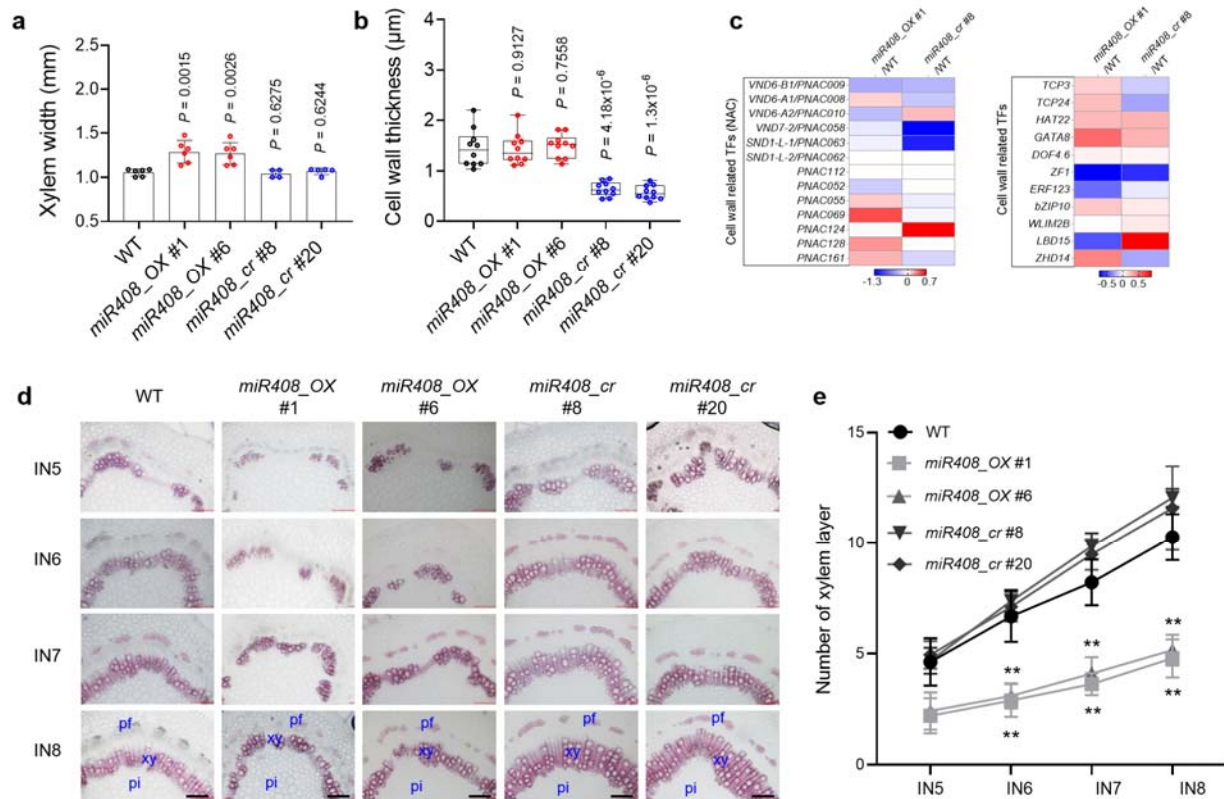 a
Xylem width (mm)
2.5
2.0
1.5
1.0
0.5
P = 0.0015
P = 0.0026
P = 0.6275
P = 0.6244
WT
miR408_OX #1
miR408_OX #6
miR408_cr #8
miR408_cr #20
b
Cell wall thickness (µm)
4
3
2
1
0
P = 0.9127
P = 0.7558
P = 4.18x10-6
P = 1.3x10-6
WT
miR408_OX #1
miR408_OX #6
miR408_cr #8
miR408_cr #20
c
miR408_OX #1
/WT
miR408_cr #8
/WT
Cell wall related TFs (NAC)
VND6-B1/PNAC009
VND6-A1/PNAC008
VND6-A2/PNAC010
VND7-2/PNAC058
SND1-L-1/PNAC063
SND1-L-2/PNAC062
PNAC112
PNAC052
PNAC055
PNAC069
PNAC124
PNAC128
PNAC161
-1.3 0 0.7
miR408_OX #1
/WT
miR408_cr #8
/WT
Cell wall related TFs
TCP3
TCP24
HAT22
GATA8
DOF4.6
ZF1
ERF123
bZIP10
WLIM2B
LBD15
ZHD14
-0.5 0 0.5
d
WT
miR408_OX
#1
miR408_OX
#6
miR408_cr
#8
miR408_cr
#20
IN5
IN6
IN7
IN8
pf
xy
pi
pf
xy
pi
pf
xy
pi
pf
xy
pi
pf
xy
pi
e
Number of xylem layer
15
10
5
0
WT
miR408_OX #1
miR408_OX #6
miR408_cr #8
miR408_cr #20
**
**
**
**
**
**
IN5
IN6
IN7
IN8